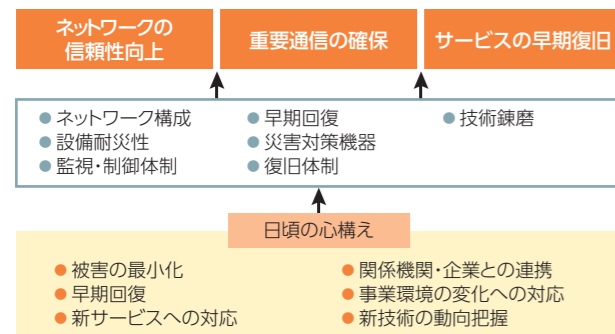 ネットワークの
信頼性向上
重要通信の確保
サービスの早期復旧
● ネットワーク構成
● 設備耐災性
● 監視・制御体制
● 早期回復
● 災害対策機器
● 復旧体制
● 技術錬磨
日頃の心構え
● 被害の最小化
● 早期回復
● 新サービスへの対応
● 関係機関・企業との連携
● 事業環境の変化への対応
● 新技術の動向把握